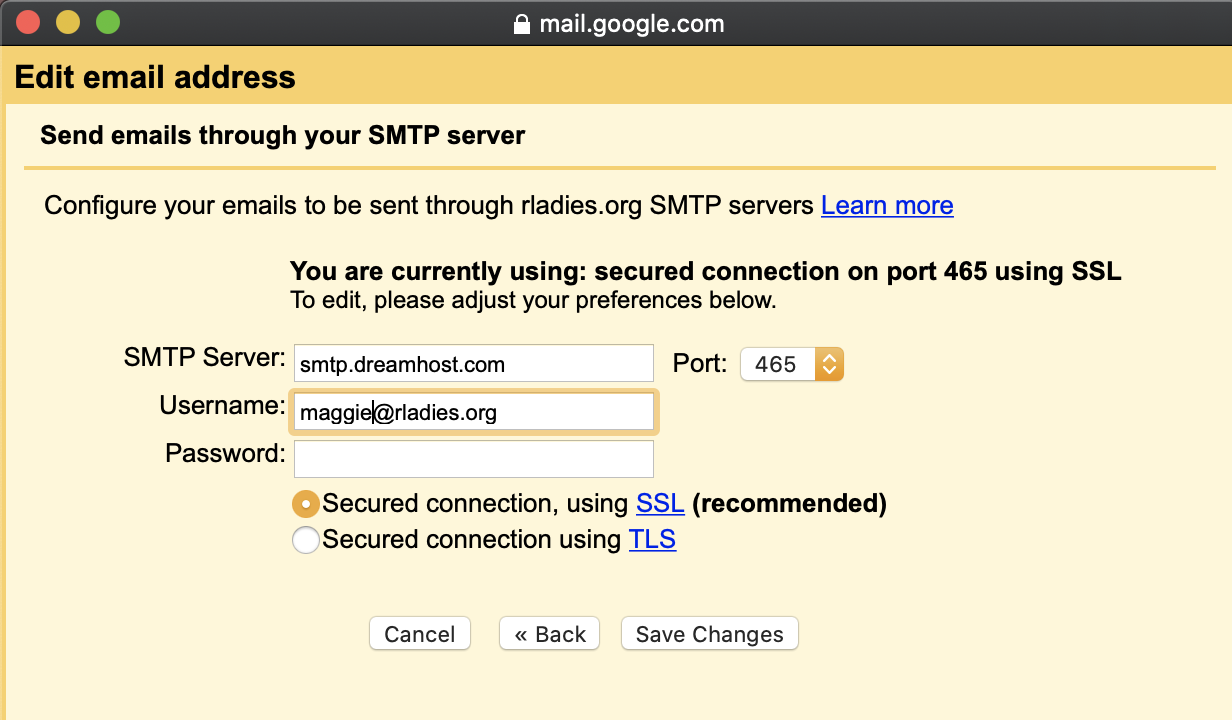 mail.google.com
Edit email address
Send emails through your SMTP server
Configure your emails to be sent through rladies.org SMTP servers Learn more
You are currently using: secured connection on port 465 using SSL
To edit, please adjust your preferences below.
SMTP Server: smtp.dreamhost.com Port: 465
Username: maggie@rladies.org
Password:
Secured connection, using SSL (recommended)
Secured connection using TLS
Cancel « Back Save Changes